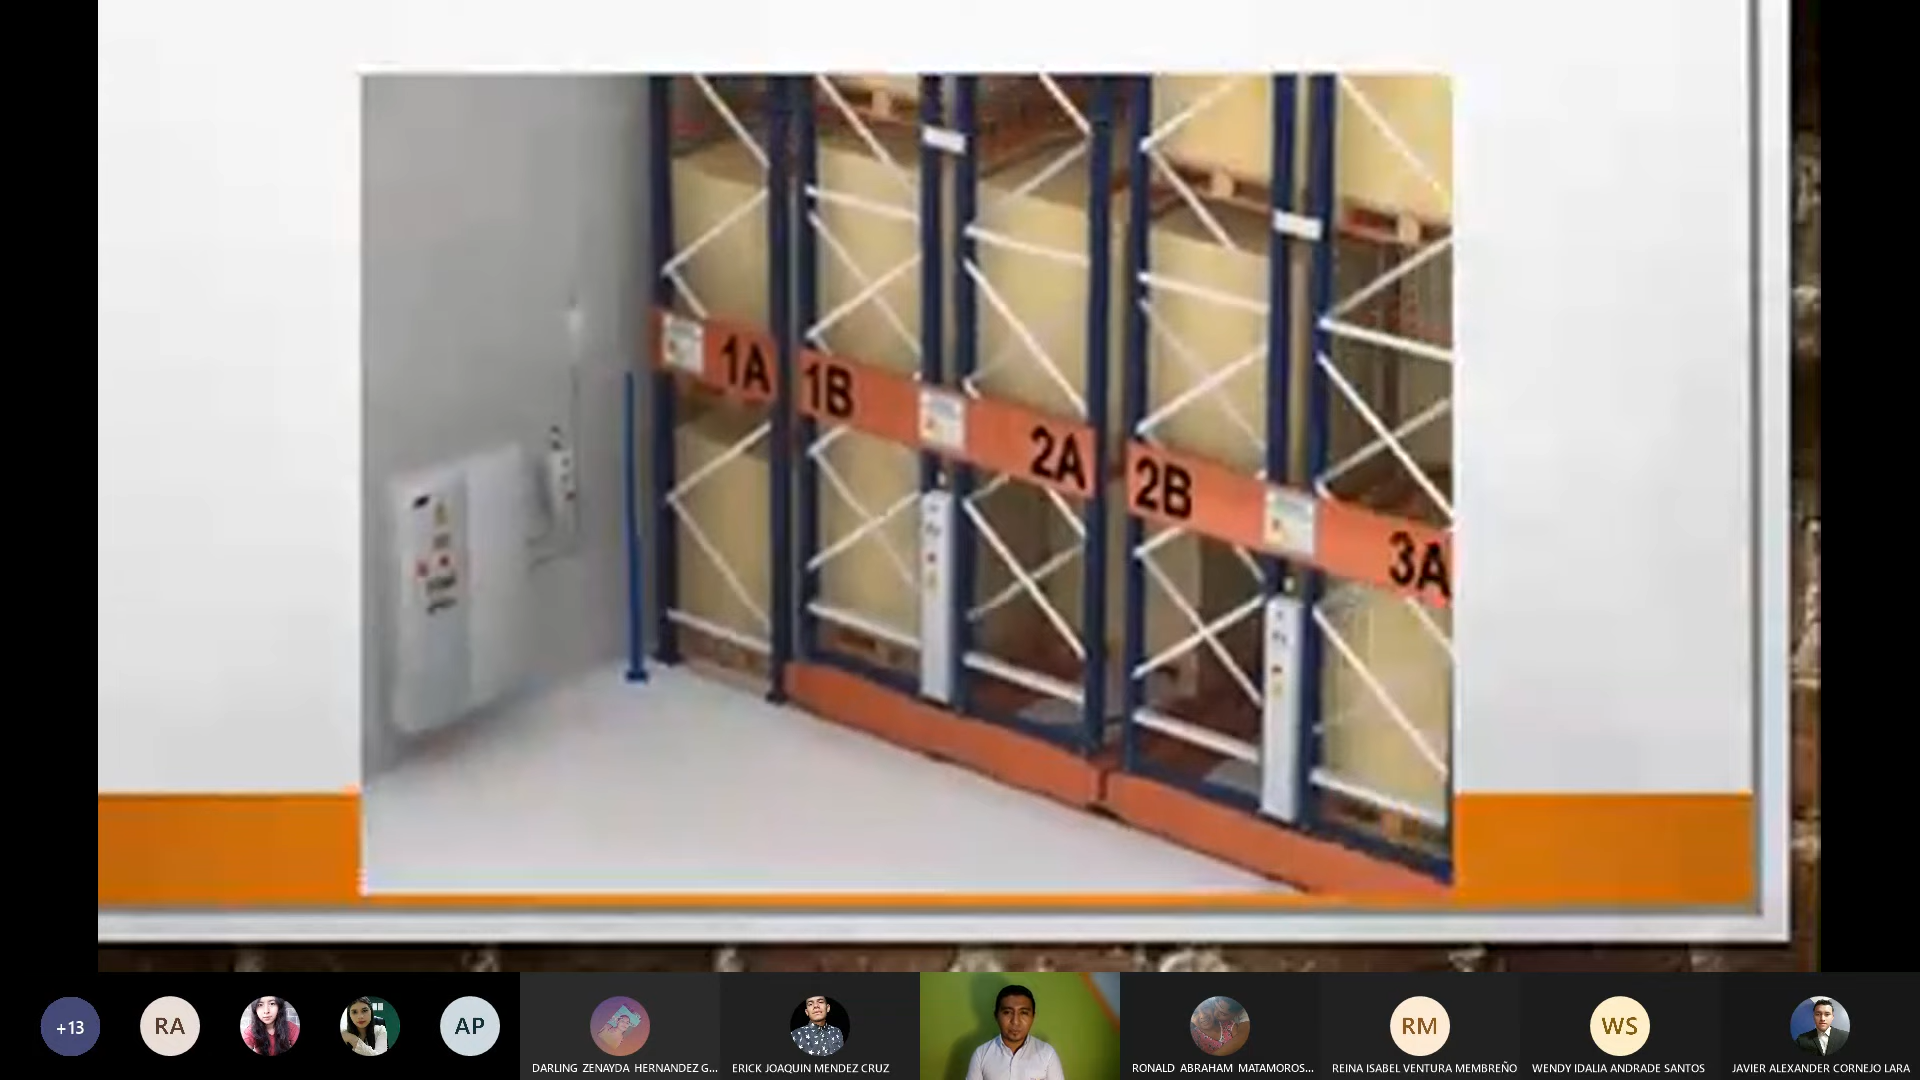 1A
1B
2A
2B
3A
+13
RA
AP
DARLING ZENAYDA HERNANDEZ G...
ERICK JOAQUIN MENDEZ CRUZ
RONALD ABRAHAM MATAMOROS...
RM
REINA ISABEL VENTURA MEMBREÑO
WS
WENDY IDALIA ANDRADE SANTOS
JAVIER ALEXANDER CORNEJO LARA